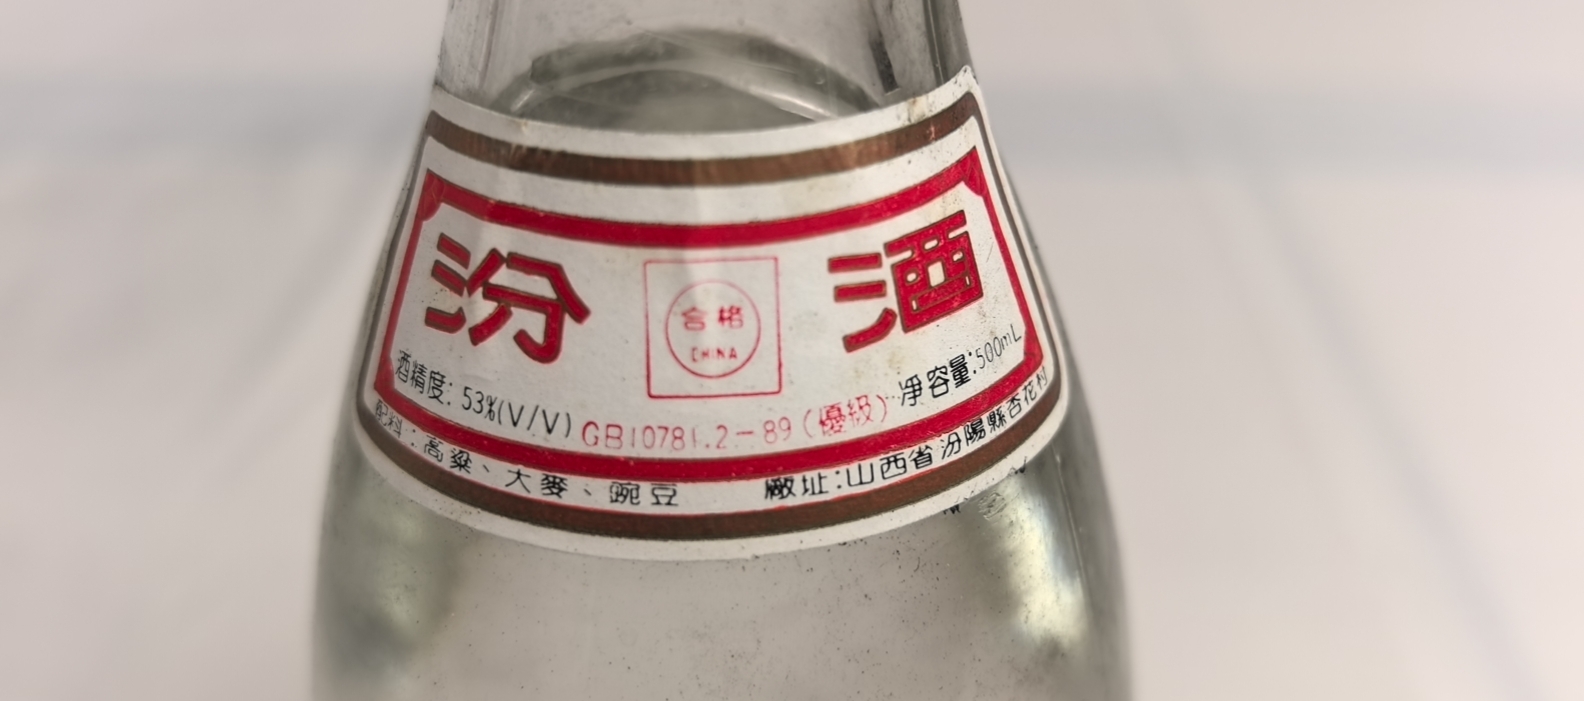 汾酒
合格
CHINA
酒精度: 53%(V/V) GB10781.2-89(優級) 净容量:500mL
配料:高粱、大麥、豌豆 廠址:山西省汾陽縣杏花村